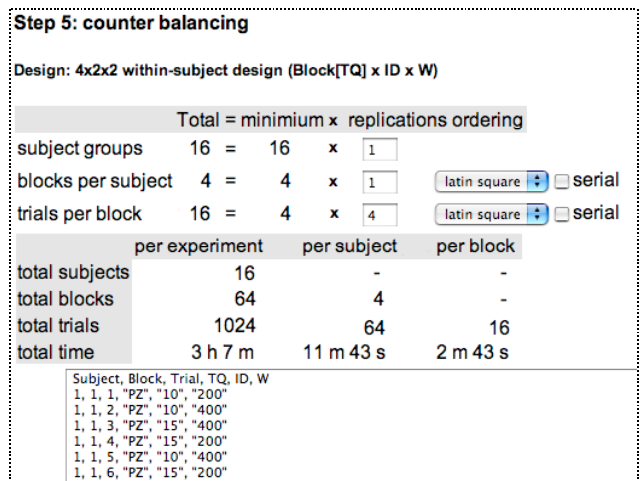 Step 5: counter balancing
Design: 4x2x2 within-subject design (Block[TQ] x ID x W)
Total = minimium x replications ordering
subject groups 16 = 16 x 1
blocks per subject 4 = 4 x 1 latin square serial
trials per block 16 = 4 x 4 latin square serial
per experiment per subject per block
total subjects 16 - -
total blocks 64 4 -
total trials 1024 64 16
total time 3 h 7 m 11 m 43 s 2 m 43 s
Subject, Block, Trial, TQ, ID, W
1, 1, 1, "PZ", "10", "200"
1, 1, 2, "PZ", "10", "400"
1, 1, 3, "PZ", "15", "400"
1, 1, 4, "PZ", "15", "200"
1, 1, 5, "PZ", "10", "400"
1, 1, 6, "PZ", "15", "200"